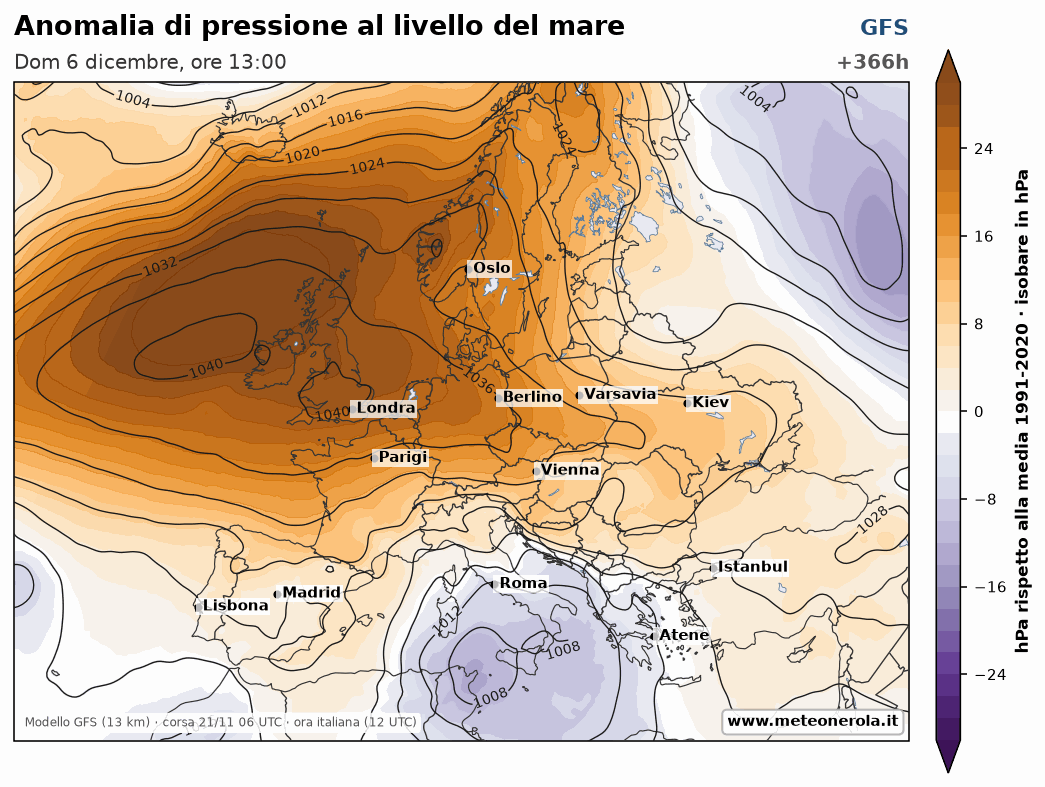 Anomalia di pressione al livello del mare
GFS
Dom 6 dicembre, ore 13:00
+366h
1004
1012
1016
1020
1024
1024
1004
1032
1040
1040
1036
1028
1012
1008
1008
Oslo
Londra
Berlino
Varsavia
Kiev
Parigi
Vienna
Istanbul
Roma
Madrid
Lisbona
Atene
24
16
8
0
−8
−16
−24
hPa rispetto alla media 1991-2020 · isobare in hPa
Modello GFS (13 km) · corsa 21/11 06 UTC · ora italiana (12 UTC)
www.meteonerola.it